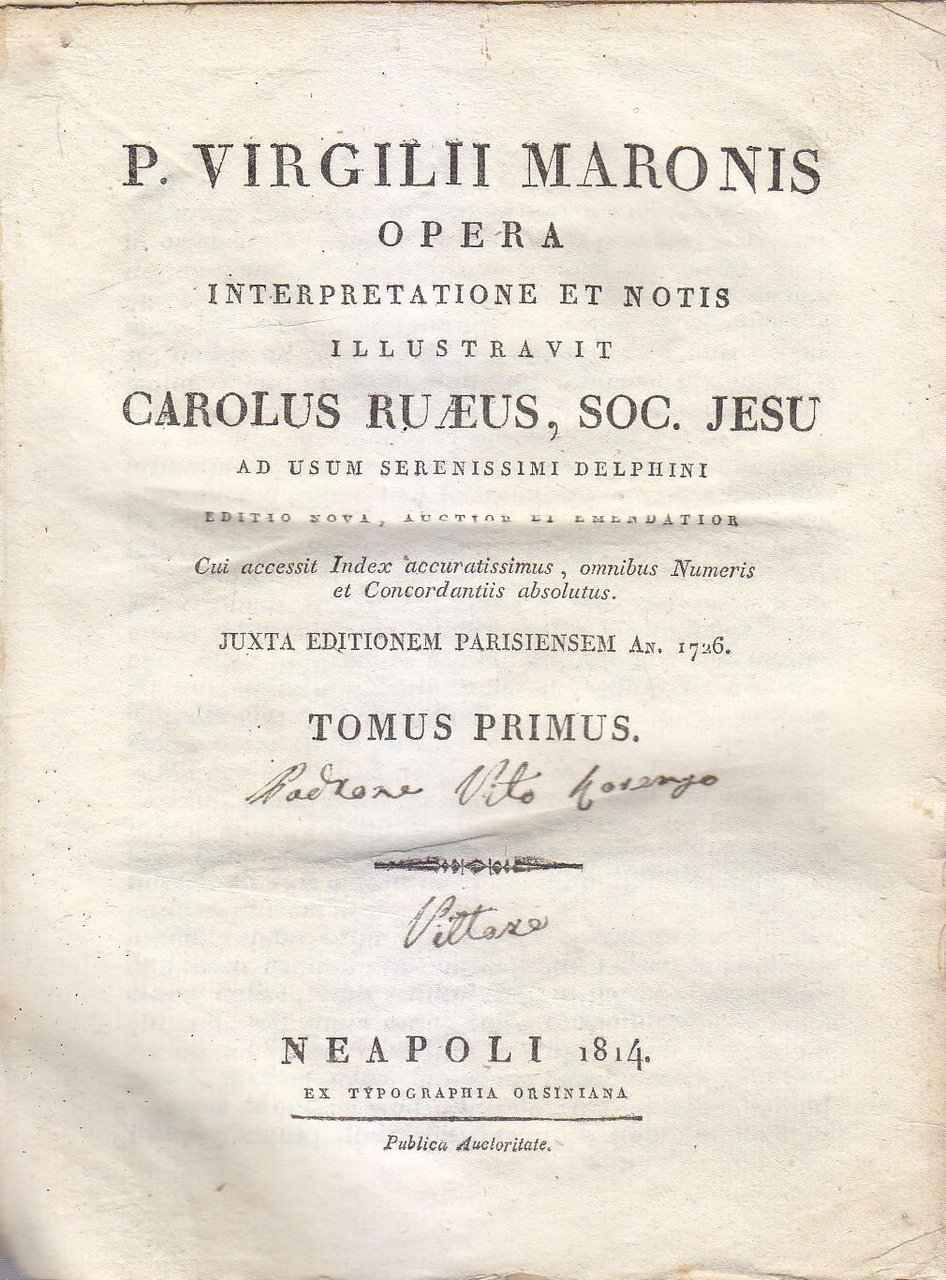 P. VIRGILII MARONIS
OPERA
INTERPRETATIONE ET NOTIS
ILLUSTRAVIT
CAROLUS RUÆUS, SOC. JESU
AD USUM SERENISSIMI DELPHINI
EDITIO NOVA, AUCTIOR ET EMENDATIOR
Cui accessit Index accuratissimus, omnibus Numeris
et Concordantiis absolutus.
JUXTA EDITIONEM PARISIENSEM AN. 1726.
TOMUS PRIMUS.
Padrone Vito
NEAPOLI 1814.
EX TYPOGRAPHIA ORSINIANA
Publica Auctoritate.